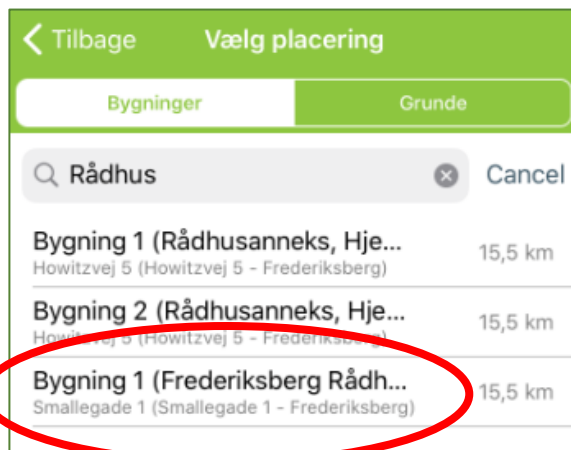 Tilbage Vælg placering
Bygninger Grunde
Rådhus Cancel
Bygning 1 (Rådhusanneks, Hje...
15,5 km
Howitzvej 5 (Howitzvej 5 - Frederiksberg)
Bygning 2 (Rådhusanneks, Hje...
15,5 km
Howitzvej 5 (Howitzvej 5 - Frederiksberg)
Bygning 1 (Frederiksberg Rådh...
15,5 km
Smallegade 1 (Smallegade 1 - Frederiksberg)